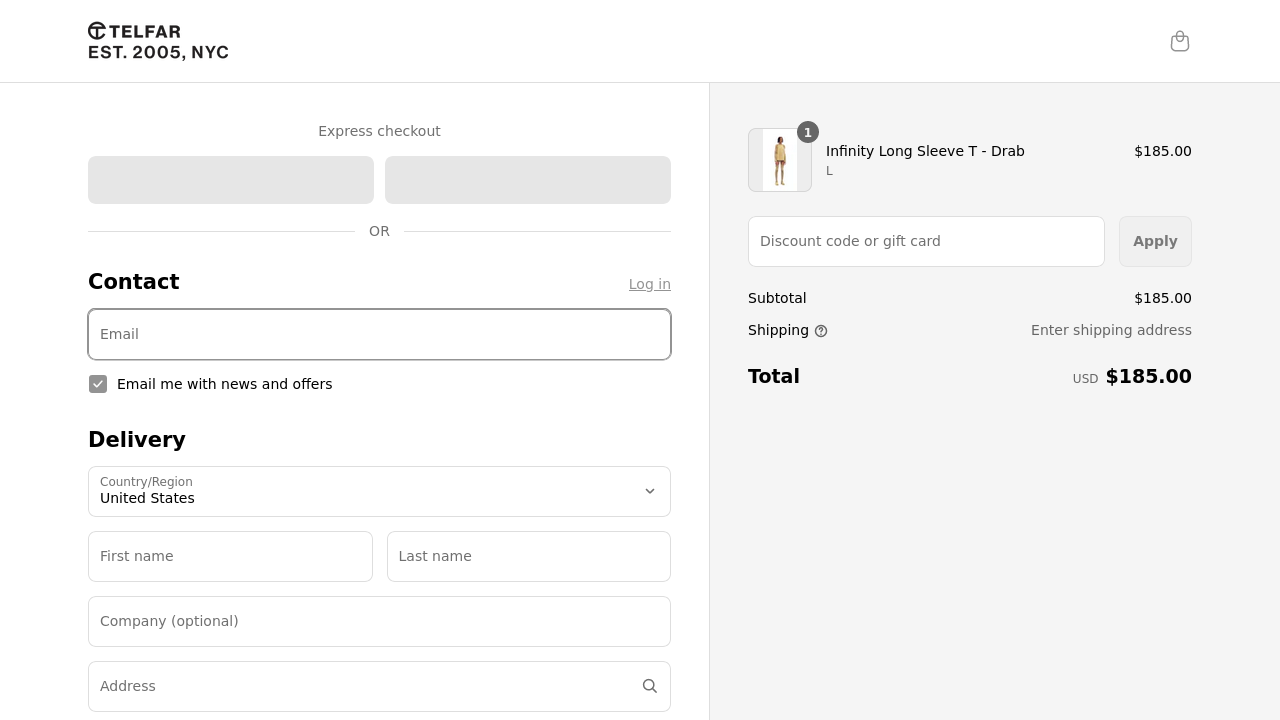 TELFAR
EST. 2005, NYC
Express checkout
OR
Contact
Log in
Email
Email me with news and offers
Delivery
Country/Region
United States
First name
Last name
Company (optional)
Address
1
Infinity Long Sleeve T - Drab
$185.00
L
Discount code or gift card
Apply
Subtotal
$185.00
Shipping
Enter shipping address
Total
USD $185.00